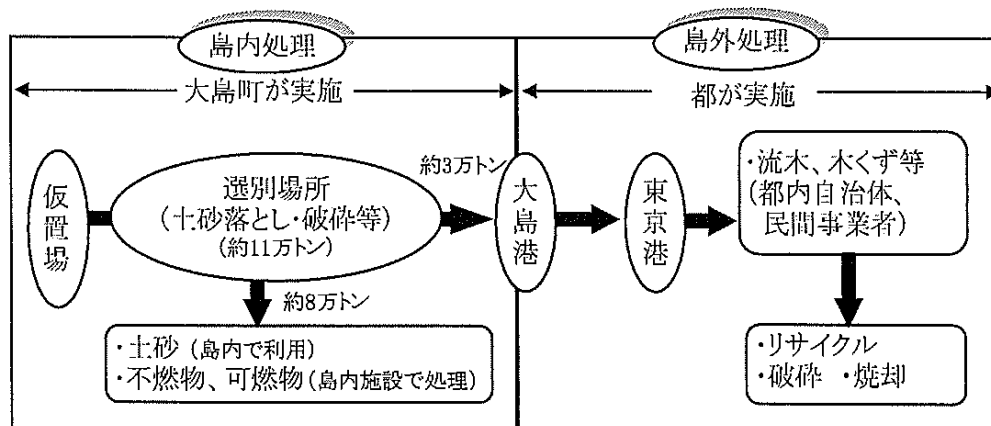 島内処理
島外処理
大島町が実施
都が実施
仮置場
選別場所
(土砂落とし・破砕等)
(約11万トン)
約3万トン
大島港
東京港
・流木、木くず等
(都内自治体、
民間事業者)
約8万トン
・土砂(島内で利用)
・不燃物、可燃物(島内施設で処理)
・リサイクル
・破砕 ・焼却